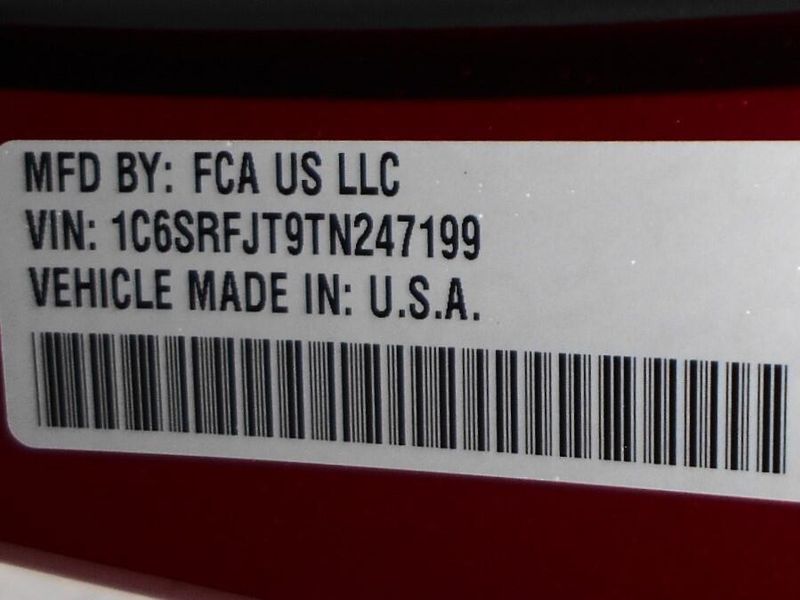 MFD BY: FCA US LLC
VIN: 1C6SRFJT9TN247199
VEHICLE MADE IN: U.S.A.